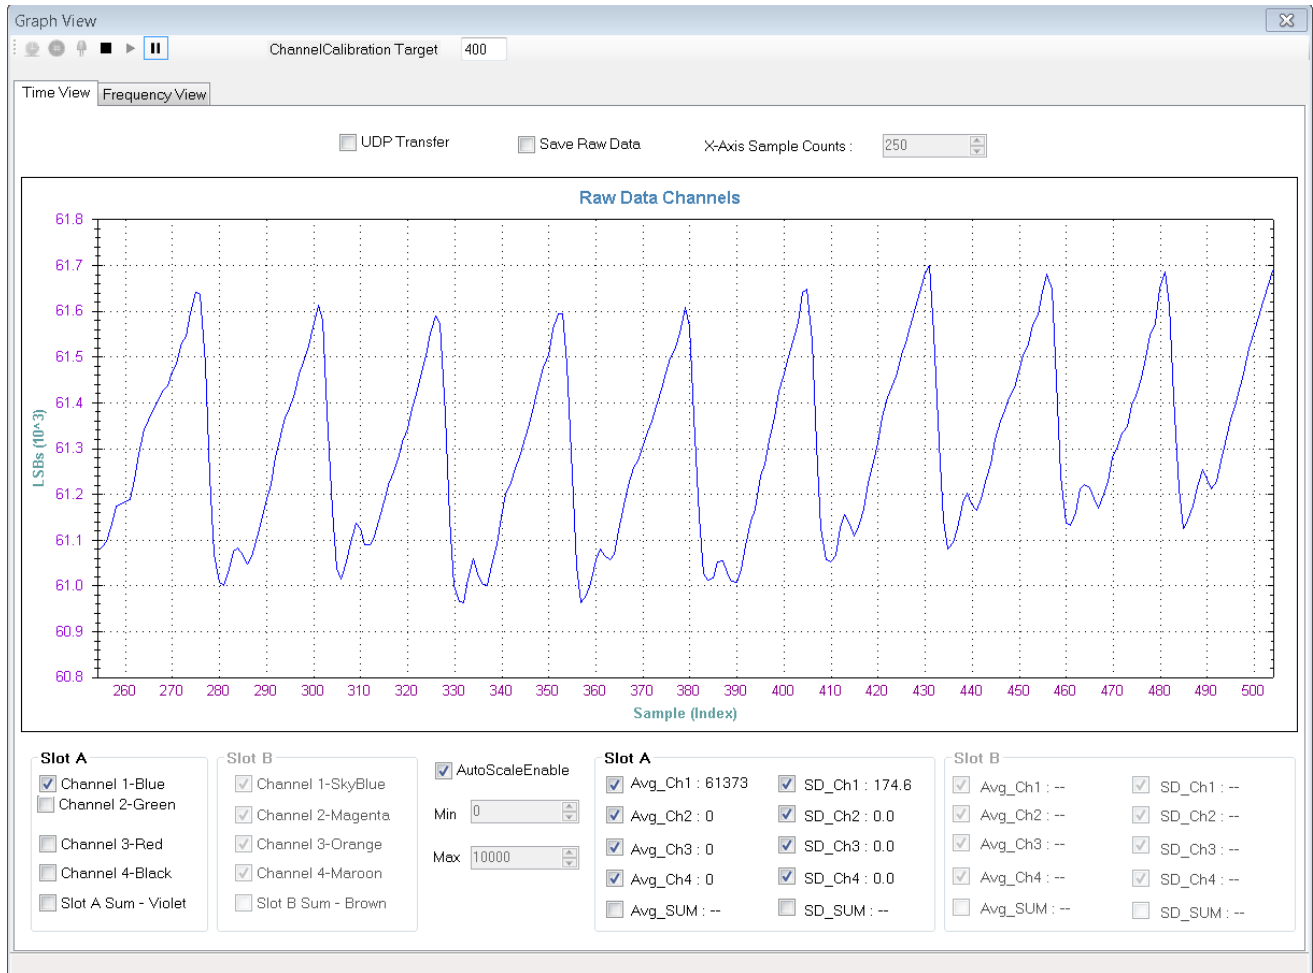 Graph View
ChannelCalibration Target 400
Time View Frequency View
UDP Transfer Save Raw Data X-Axis Sample Counts : 250
Raw Data Channels
61.8
61.7
61.6
61.5
61.4
61.3
61.2
61.1
61.0
60.9
60.8
LSBs (10^3)
260 270 280 290 300 310 320 330 340 350 360 370 380 390 400 410 420 430 440 450 460 470 480 490 500
Sample (Index)
Slot A
Channel 1-Blue
Channel 2-Green
Channel 3-Red
Channel 4-Black
Slot A Sum - Violet
Slot B
Channel 1-SkyBlue
Channel 2-Magenta
Channel 3-Orange
Channel 4-Maroon
Slot B Sum - Brown
AutoScaleEnable
Min 0
Max 10000
Slot A
Avg_Ch1 : 61373 SD_Ch1 : 174.6
Avg_Ch2 : 0 SD_Ch2 : 0.0
Avg_Ch3 : 0 SD_Ch3 : 0.0
Avg_Ch4 : 0 SD_Ch4 : 0.0
Avg_SUM : -- SD_SUM : --
Slot B
Avg_Ch1 : -- SD_Ch1 : --
Avg_Ch2 : -- SD_Ch2 : --
Avg_Ch3 : -- SD_Ch3 : --
Avg_Ch4 : -- SD_Ch4 : --
Avg_SUM : -- SD_SUM : --